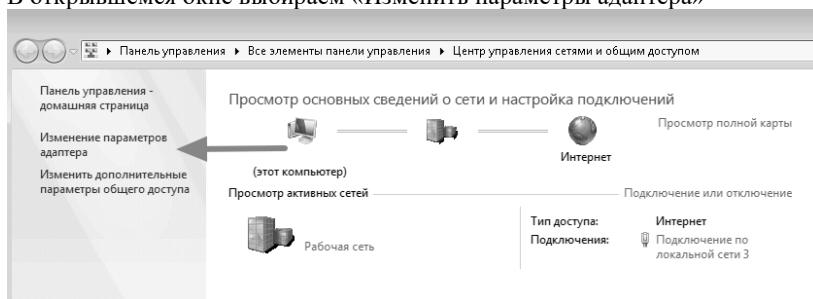 В открывшемся окне выбираем «Изменить параметры адаптера»
Панель управления ▸ Все элементы панели управления ▸ Центр управления сетями и общим доступом
Панель управления -
домашняя страница
Изменение параметров
адаптера
Изменить дополнительные
параметры общего доступа
Просмотр основных сведений о сети и настройка подключений
Просмотр полной карты
(этот компьютер)
Интернет
Просмотр активных сетей
Подключение или отключение
Рабочая сеть
Тип доступа: Интернет
Подключения: Подключение по
локальной сети 3